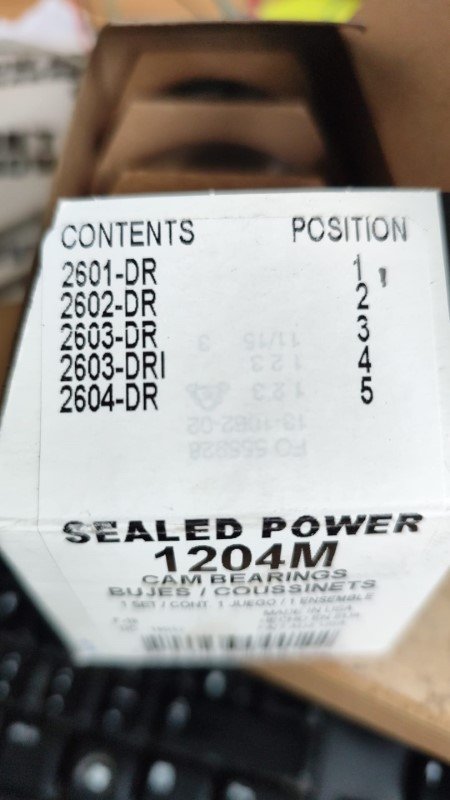 CONTENTS POSITION
2601-DR 1
2602-DR 2
2603-DR 3
2603-DRI 4
2604-DR 5
SEALED POWER
1204M
CAM BEARINGS
BUJES / COUSSINETS
1 SET / CONT. 1 JUEGO / 1 ENSEMBLE
MADE IN USA